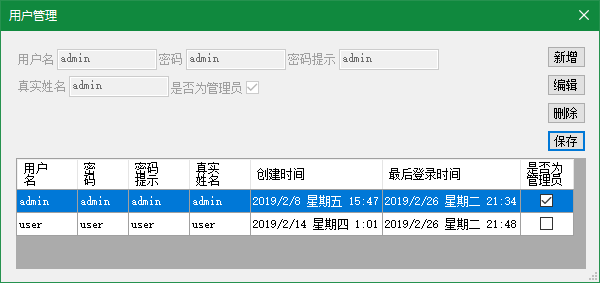 用户管理
用户名 admin 密码 admin 密码提示 admin 新增
真实姓名 admin 是否为管理员 编辑
删除
保存
用户名 密码 密码提示 真实姓名 创建时间 最后登录时间 是否为管理员
admin admin admin admin 2019/2/8 星期五 15:47 2019/2/26 星期二 21:34
user user user user 2019/2/14 星期四 1:01 2019/2/26 星期二 21:48